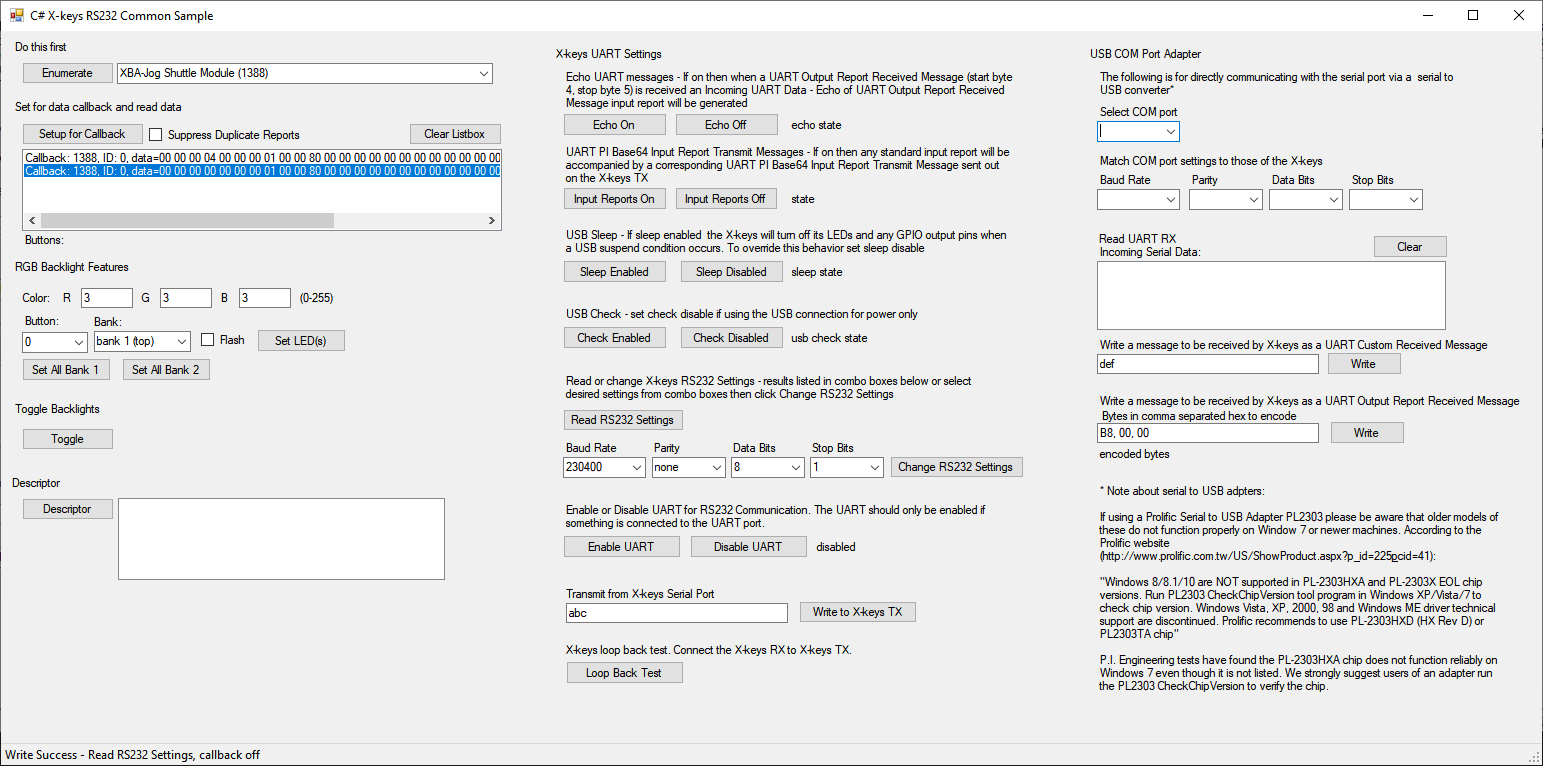 C# X-keys RS232 Common Sample
Do this first
Enumerate
XBA-Jog Shuttle Module (1388)
Set for data callback and read data
Setup for Callback
Suppress Duplicate Reports
Clear Listbox
Callback: 1388, ID: 0, data=00 00 00 04 00 00 00 01 00 00 80 00 00 00 00 00 00 00 00 00 00 00 00 00
Callback: 1388, ID: 0, data=00 00 00 00 00 00 00 01 00 00 80 00 00 00 00 00 00 00 00 00 00 00 00 00
Buttons:
RGB Backlight Features
Color: R 3 G 3 B 3 (0-255)
Button: Bank:
0 bank 1 (top) Flash Set LED(s)
Set All Bank 1 Set All Bank 2
Toggle Backlights
Toggle
Descriptor
Descriptor
X-keys UART Settings
Echo UART messages - If on then when a UART Output Report Received Message (start byte
4, stop byte 5) is received an Incoming UART Data - Echo of UART Output Report Received
Message input report will be generated
Echo On Echo Off echo state
UART PI Base64 Input Report Transmit Messages - If on then any standard input report will be
accompanied by a corresponding UART PI Base64 Input Report Transmit Message sent out
on the X-keys TX
Input Reports On Input Reports Off state
USB Sleep - If sleep enabled the X-keys will turn off its LEDs and any GPIO output pins when
a USB suspend condition occurs. To override this behavior set sleep disable
Sleep Enabled Sleep Disabled sleep state
USB Check - set check disable if using the USB connection for power only
Check Enabled Check Disabled usb check state
Read or change X-keys RS232 Settings - results listed in combo boxes below or select
desired settings from combo boxes then click Change RS232 Settings
Read RS232 Settings
Baud Rate Parity Data Bits Stop Bits
230400 none 8 1 Change RS232 Settings
Enable or Disable UART for RS232 Communication. The UART should only be enabled if
something is connected to the UART port.
Enable UART Disable UART disabled
Transmit from X-keys Serial Port
abc Write to X-keys TX
X-keys loop back test. Connect the X-keys RX to X-keys TX.
Loop Back Test
USB COM Port Adapter
The following is for directly communicating with the serial port via a serial to
USB converter*
Select COM port
Match COM port settings to those of the X-keys
Baud Rate Parity Data Bits Stop Bits
Read UART RX
Incoming Serial Data:
Clear
Write a message to be received by X-keys as a UART Custom Received Message
def Write
Write a message to be received by X-keys as a UART Output Report Received Message
Bytes in comma separated hex to encode
B8, 00, 00 Write
encoded bytes
* Note about serial to USB adpters:
If using a Prolific Serial to USB Adapter PL2303 please be aware that older models of
these do not function properly on Window 7 or newer machines. According to the
Prolific website
(http://www.prolific.com.tw/US/ShowProduct.aspx?p_id=225pcid=41):
"Windows 8/8.1/10 are NOT supported in PL-2303HXA and PL-2303X EOL chip
versions. Run PL2303 CheckChipVersion tool program in Windows XP/Vista/7 to
check chip version. Windows Vista, XP, 2000, 98 and Windows ME driver technical
support are discontinued. Prolific recommends to use PL-2303HXD (HX Rev D) or
PL2303TA chip"
P.I. Engineering tests have found the PL-2303HXA chip does not function reliably on
Windows 7 even though it is not listed. We strongly suggest users of an adapter run
the PL2303 CheckChipVersion to verify the chip.
Write Success - Read RS232 Settings, callback off